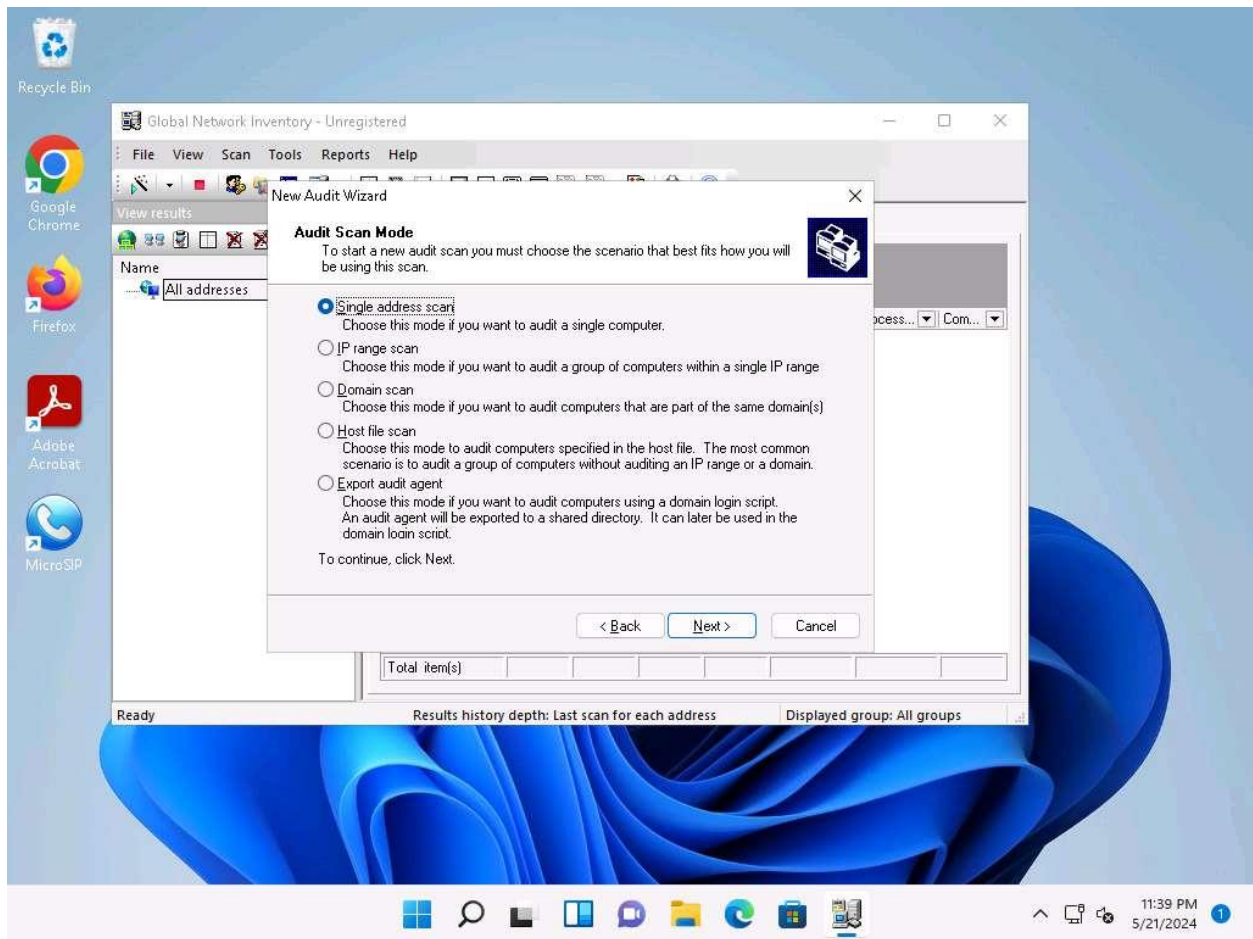 Recycle Bin
Google
Chrome
Firefox
Adobe
Acrobat
MicroSIP
Global Network Inventory - Unregistered
File View Scan Tools Reports Help
View results
Name
All addresses
New Audit Wizard
Audit Scan Mode
To start a new audit scan you must choose the scenario that best fits how you will
be using this scan.
Single address scan
Choose this mode if you want to audit a single computer.
IP range scan
Choose this mode if you want to audit a group of computers within a single IP range
Domain scan
Choose this mode if you want to audit computers that are part of the same domain(s)
Host file scan
Choose this mode to audit computers specified in the host file. The most common
scenario is to audit a group of computers without auditing an IP range or a domain.
Export audit agent
Choose this mode if you want to audit computers using a domain login script.
An audit agent will be exported to a shared directory. It can later be used in the
domain login script.
To continue, click Next.
< Back Next > Cancel
ocess... Com...
Total item(s)
Ready Results history depth: Last scan for each address Displayed group: All groups
11:39 PM
5/21/2024
1